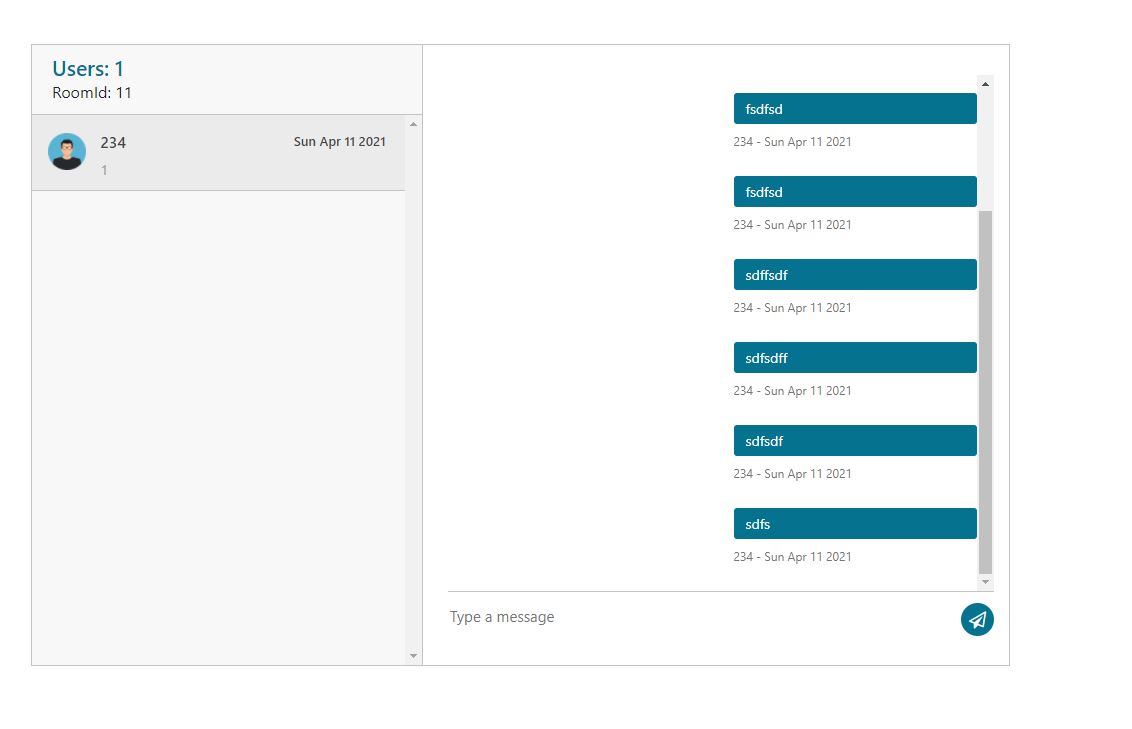 Users: 1
RoomId: 11
234
Sun Apr 11 2021
1
fsdfsd
234 - Sun Apr 11 2021
fsdfsd
234 - Sun Apr 11 2021
sdffsdf
234 - Sun Apr 11 2021
sdfsdff
234 - Sun Apr 11 2021
sdfsdf
234 - Sun Apr 11 2021
sdfs
234 - Sun Apr 11 2021
Type a message